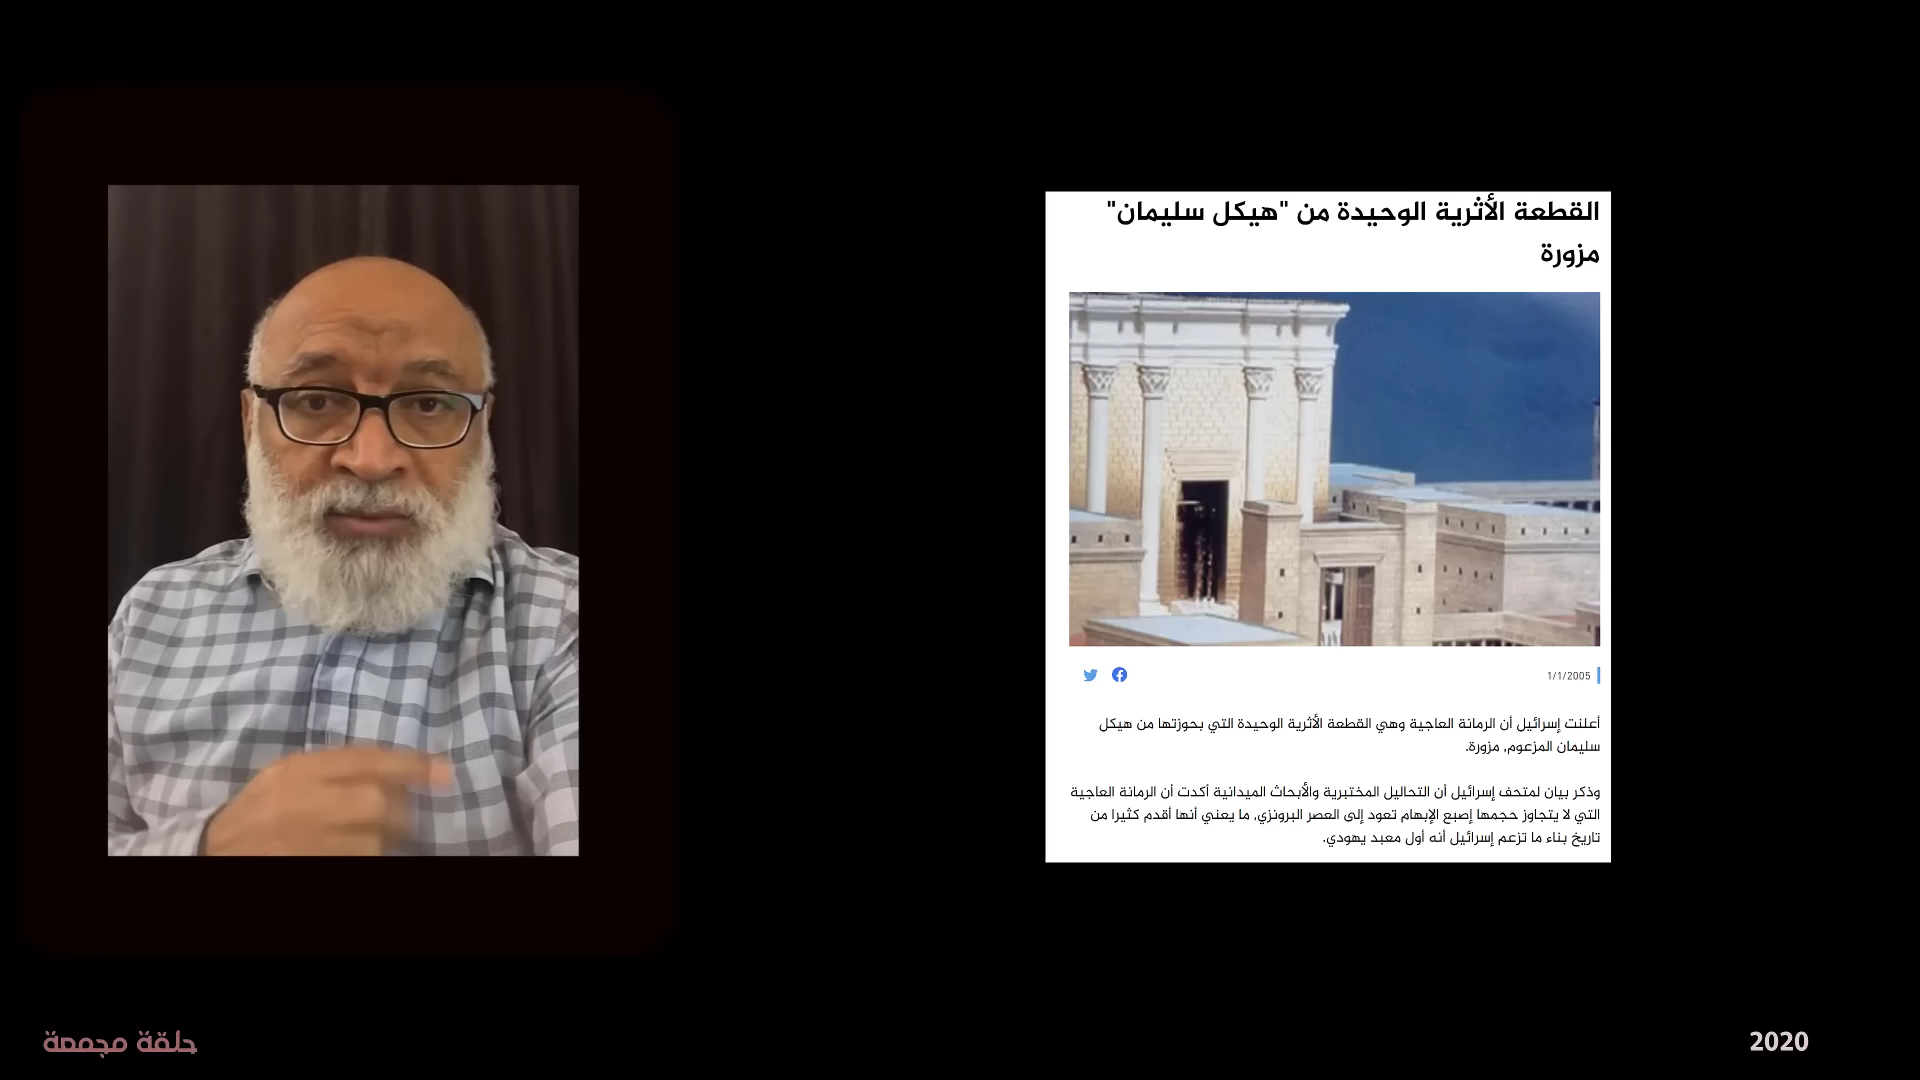 القطعة الأثرية الوحيدة من "هيكل سليمان"
مزورة
1/1/2005
أعلنت إسرائيل أن الرمانة العاجية وهي القطعة الأثرية الوحيدة التي بحوزتها من هيكل
سليمان المزعوم, مزورة.
وذكر بيان لمتحف إسرائيل أن التحاليل المختبرية والأبحاث الميدانية أكدت أن الرمانة العاجية
التي لا يتجاوز حجمها إصبع الإبهام تعود إلى العصر البرونزي, ما يعني أنها أقدم كثيرا من
تاريخ بناء ما تزعم إسرائيل أنه أول معبد يهودي.
حلقة مجمعة
2020